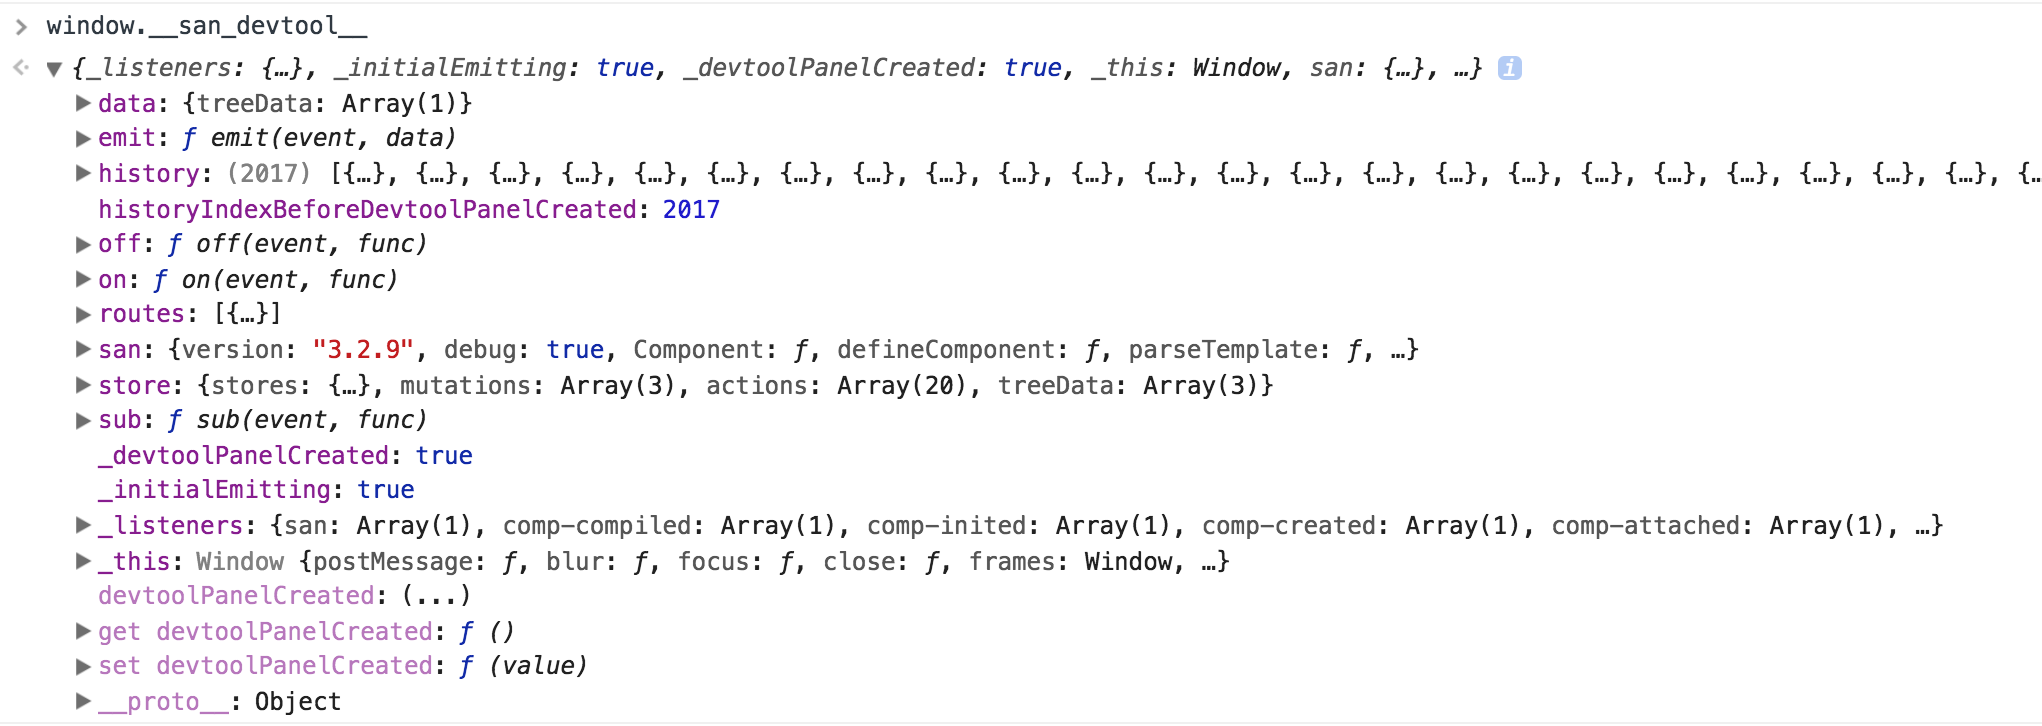 > window.__san_devtool__
▼ {_listeners: {…}, _initialEmitting: true, _devtoolPanelCreated: true, _this: Window, san: {…}, …} i
▶ data: {treeData: Array(1)}
▶ emit: ƒ emit(event, data)
▶ history: (2017) [{…}, {…}, {…}, {…}, {…}, {…}, {…}, {…}, {…}, {…}, {…}, {…}, {…}, {…}, {…}, {…}, {…}, {…}, {…}, {…}, {…}, {…}, {…}, {…
historyIndexBeforeDevtoolPanelCreated: 2017
▶ off: ƒ off(event, func)
▶ on: ƒ on(event, func)
▶ routes: [{…}]
▶ san: {version: "3.2.9", debug: true, Component: ƒ, defineComponent: ƒ, parseTemplate: ƒ, …}
▶ store: {stores: {…}, mutations: Array(3), actions: Array(20), treeData: Array(3)}
▶ sub: ƒ sub(event, func)
_devtoolPanelCreated: true
_initialEmitting: true
▶ _listeners: {san: Array(1), comp-compiled: Array(1), comp-inited: Array(1), comp-created: Array(1), comp-attached: Array(1), …}
▶ _this: Window {postMessage: ƒ, blur: ƒ, focus: ƒ, close: ƒ, frames: Window, …}
devtoolPanelCreated: (...)
▶ get devtoolPanelCreated: ƒ ()
▶ set devtoolPanelCreated: ƒ (value)
▶ __proto__: Object